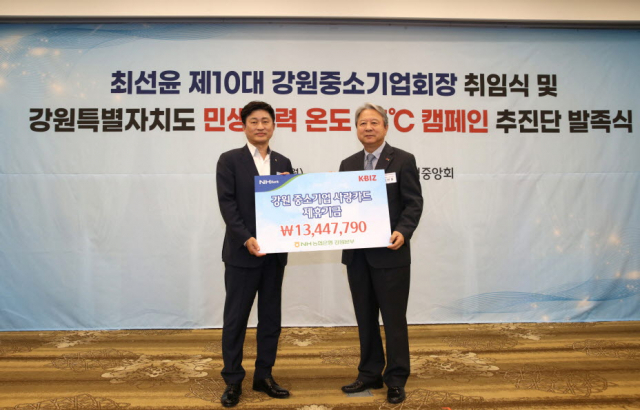 최선윤 제10대 강원중소기업회장 취임식 및
강원특별자치도 민생 력 온도 ℃ 캠페인 추진단 발족식
중앙회
NH Bank KBIZ
강원 중소기업 사랑카드
제휴기금
₩13,447,790
NH농협은행 강원본부